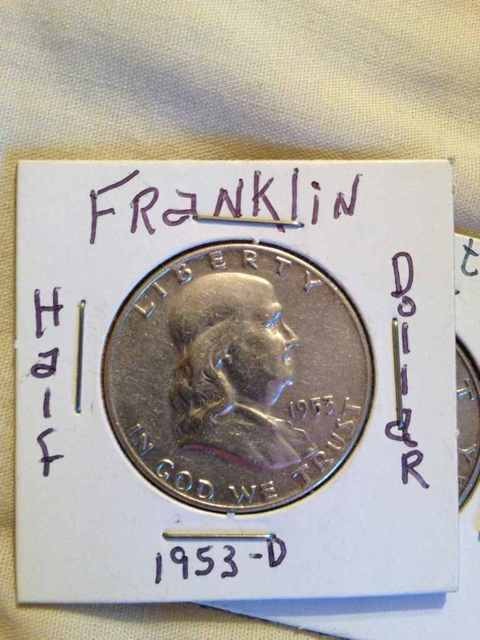 FRaNKliN
Half
DollaR
LIBERTY
1953
IN GOD WE TRUST
1953-D